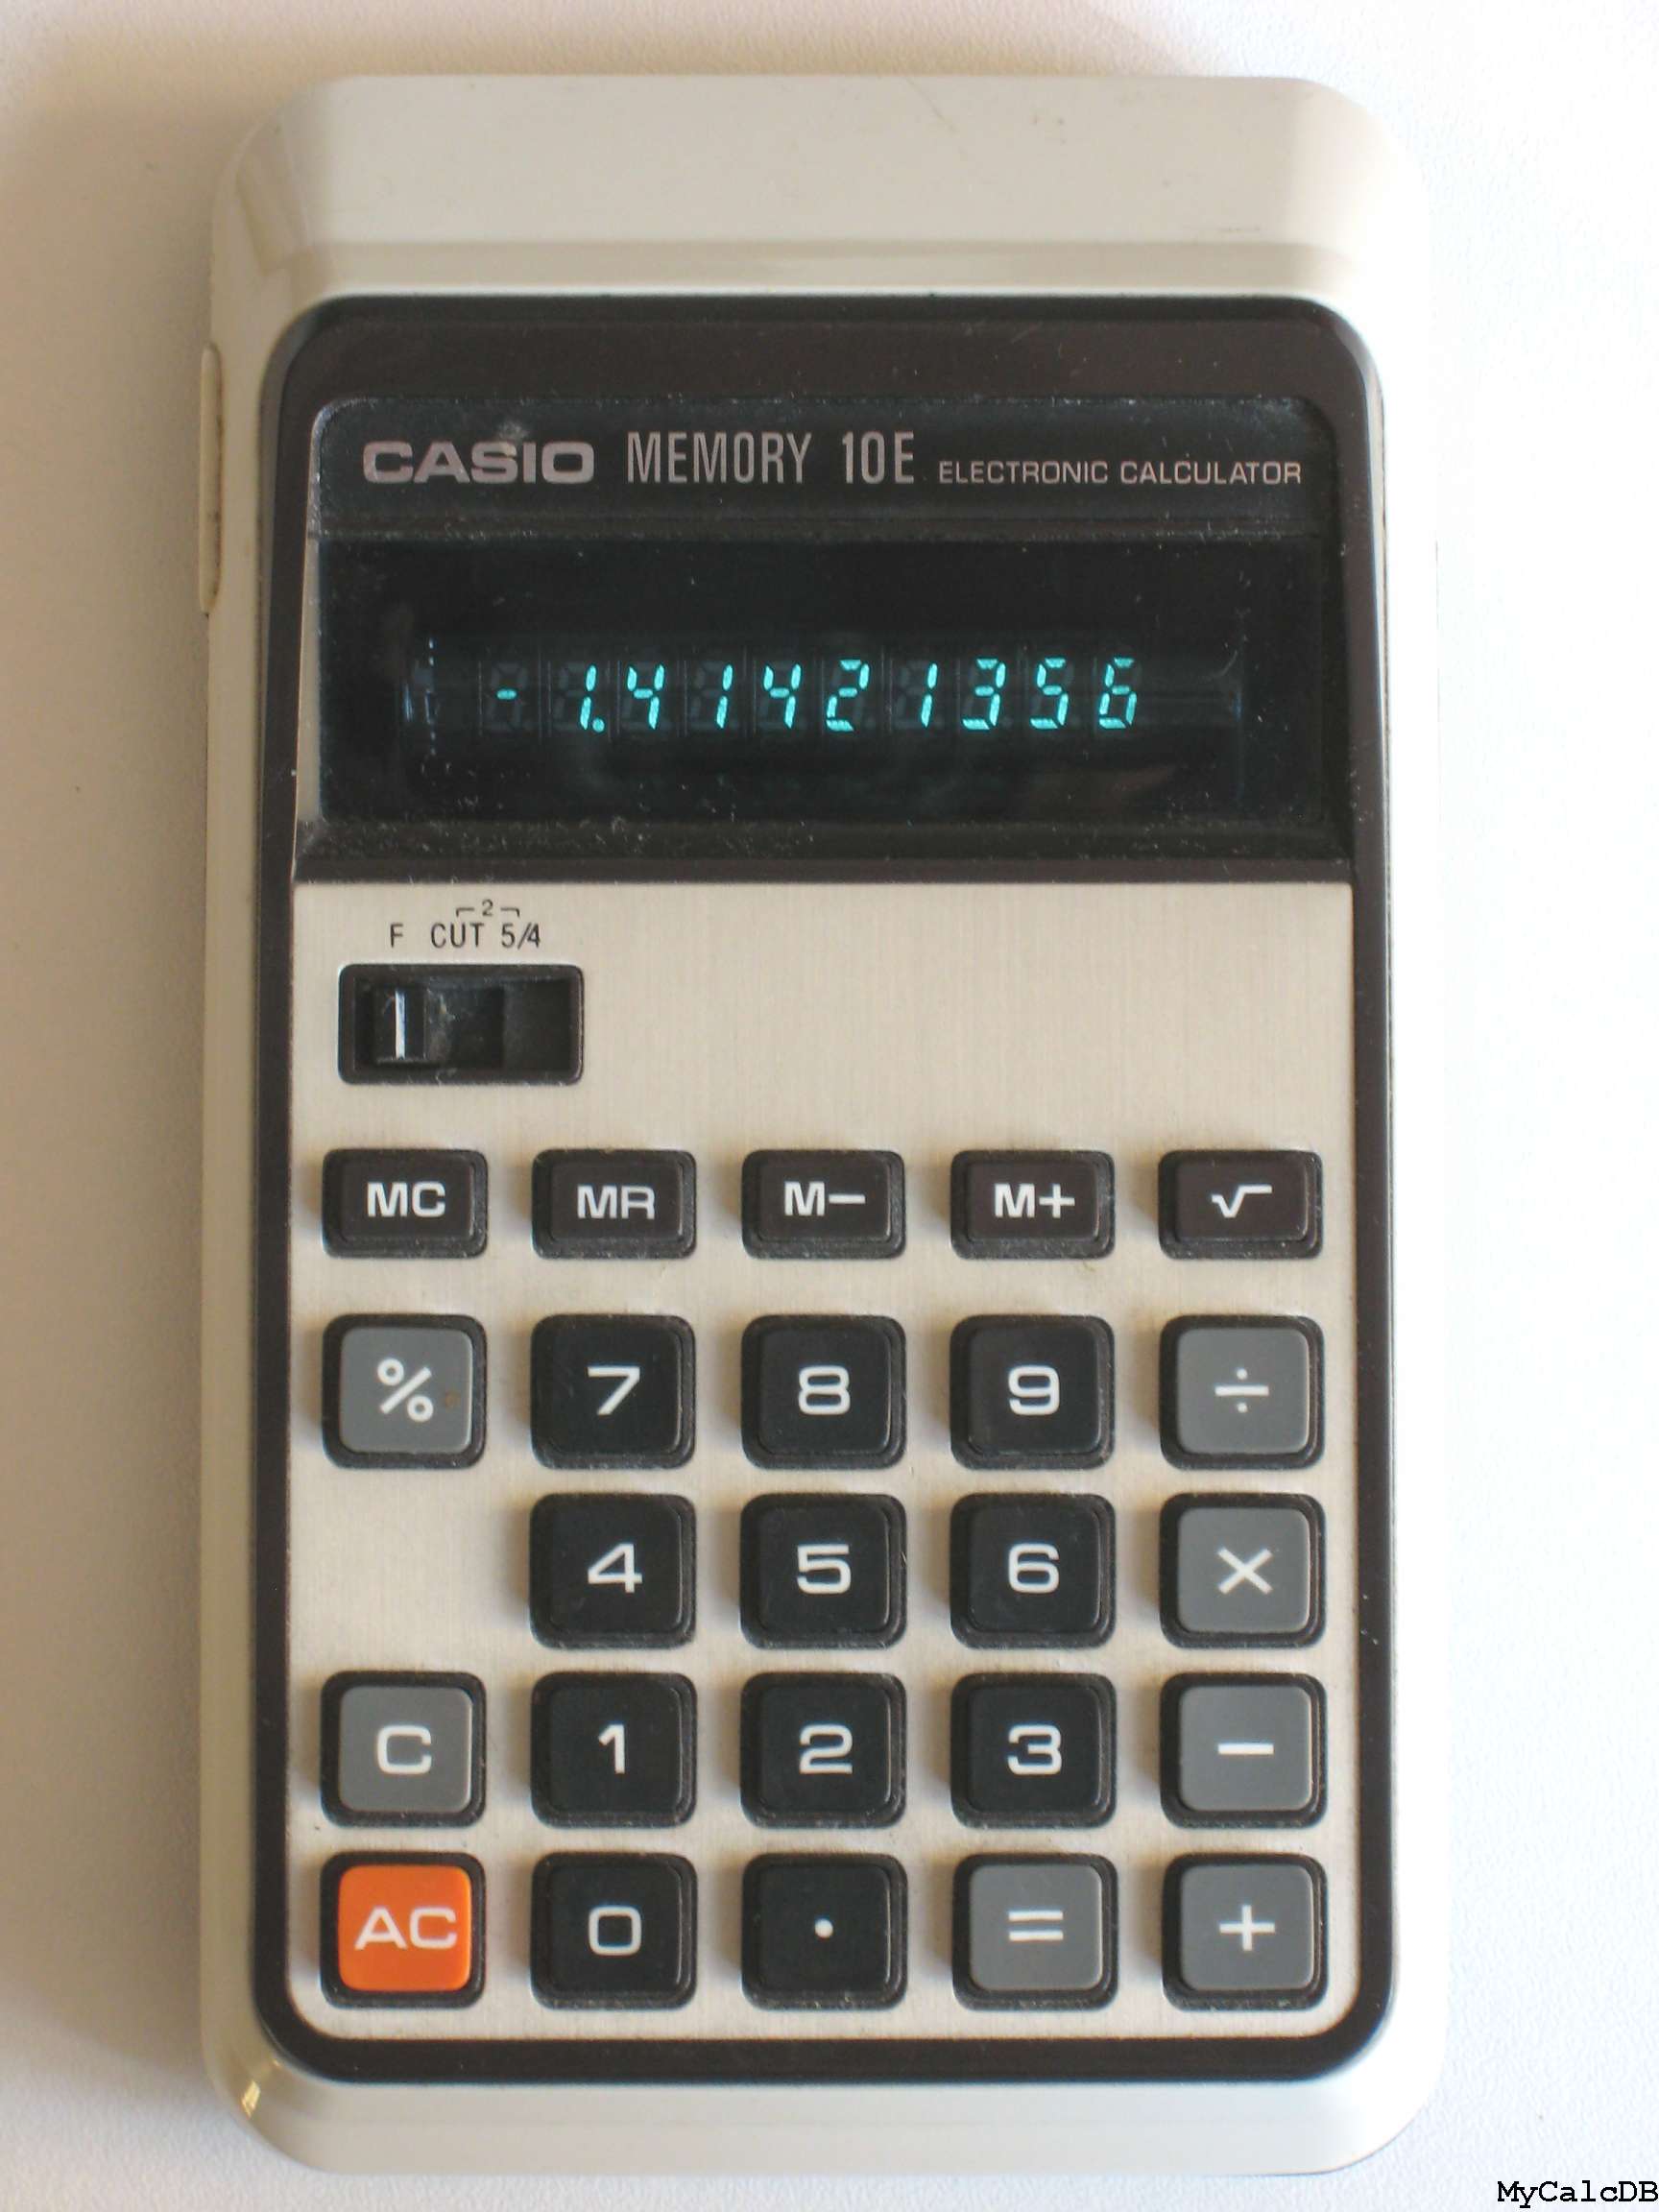 CASIO MEMORY 10E ELECTRONIC CALCULATOR
-1.41421356
2
F CUT 5/4
MC MR M− M+ √
% 7 8 9 ÷
4 5 6 ×
C 1 2 3 −
AC 0 · = +
MyCalcDB